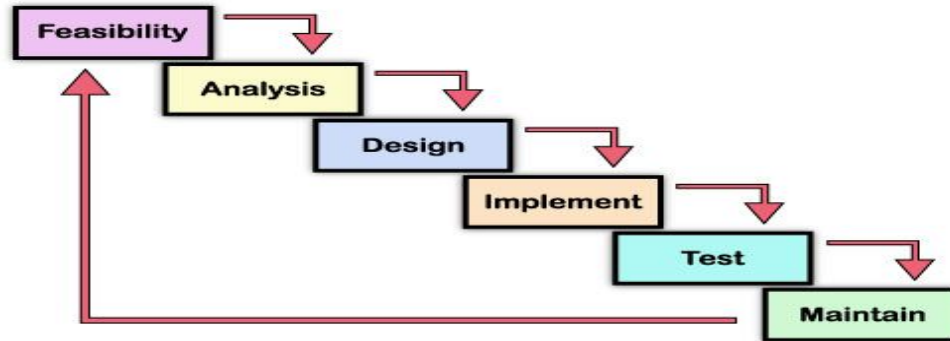 Feasibility
Analysis
Design
Implement
Test
Maintain